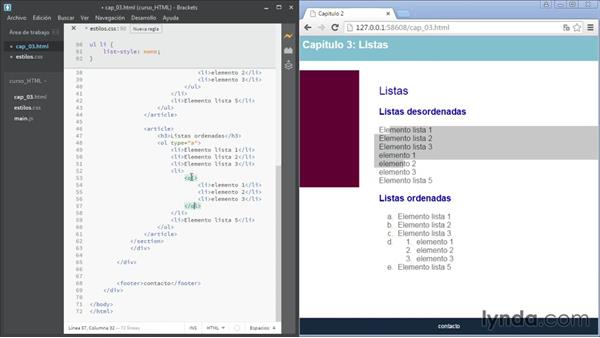 cap_03.html (curso_HTML) - Brackets
Archivo Edición Buscar Ver Navegación Desarrollo Ayuda
Área de trabajo
cap_03.html
estilos.css
curso_HTML
cap_03.html
estilos.css
main.js
estilos.css : 90 Nueva regla
90 ul li {
91 list-style: none;
92 }
38 <li>elemento 2</li>
39 <li>elemento 3</li>
40 </ul>
41 </li>
42 <li>Elemento lista 5</li>
43 </ul>
44 </article>
45
46 <article>
47 <h3>Listas ordenadas</h3>
48 <ol type="a">
49 <li>Elemento lista 1</li>
50 <li>Elemento lista 2</li>
51 <li>Elemento lista 3</li>
52 <li>
53
54 <li>elemento 1</li>
55 <li>elemento 2</li>
56 <li>elemento 3</li>
57
58 </li>
59 <li>Elemento lista 5</li>
60 </ol>
61 </article>
62 </section>
63 </div>
64
65 </div>
66
67
68 <footer>contacto</footer>
69 </div>
70
71 </body>
72 </html>
Línea 57, Columna 32 — 72 líneas
INS HTML Espacios: 4
Capitulo 2
127.0.0.1:58608/cap_03.html
Capitulo 3: Listas
Listas
Listas desordenadas
Elemento lista 1
Elemento lista 2
Elemento lista 3
elemento 1
elemento 2
elemento 3
Elemento lista 5
Listas ordenadas
a. Elemento lista 1
b. Elemento lista 2
c. Elemento lista 3
d. 1. elemento 1
2. elemento 2
3. elemento 3
e. Elemento lista 5
contacto
lynda.com